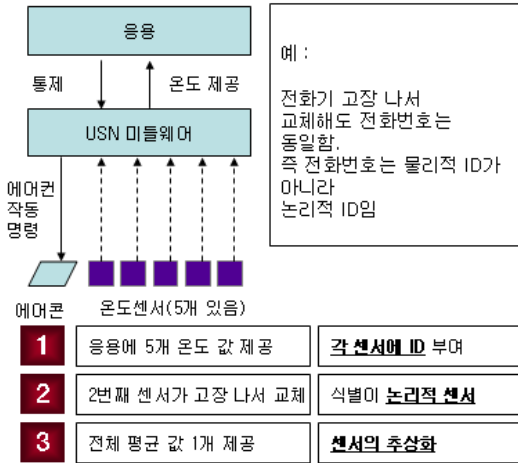 응용
통제
온도 제공
USN 미들웨어
에어컨
작동
명령
에어콘
온도센서(5개 있음)
예 :
전화기 고장 나서
교체해도 전화번호는
동일함.
즉 전화번호는 물리적 ID가
아니라
논리적 ID임
1
응용에 5개 온도 값 제공
각 센서에 ID 부여
2
2번째 센서가 고장 나서 교체
식별이 논리적 센서
3
전체 평균 값 1개 제공
센서의 추상화